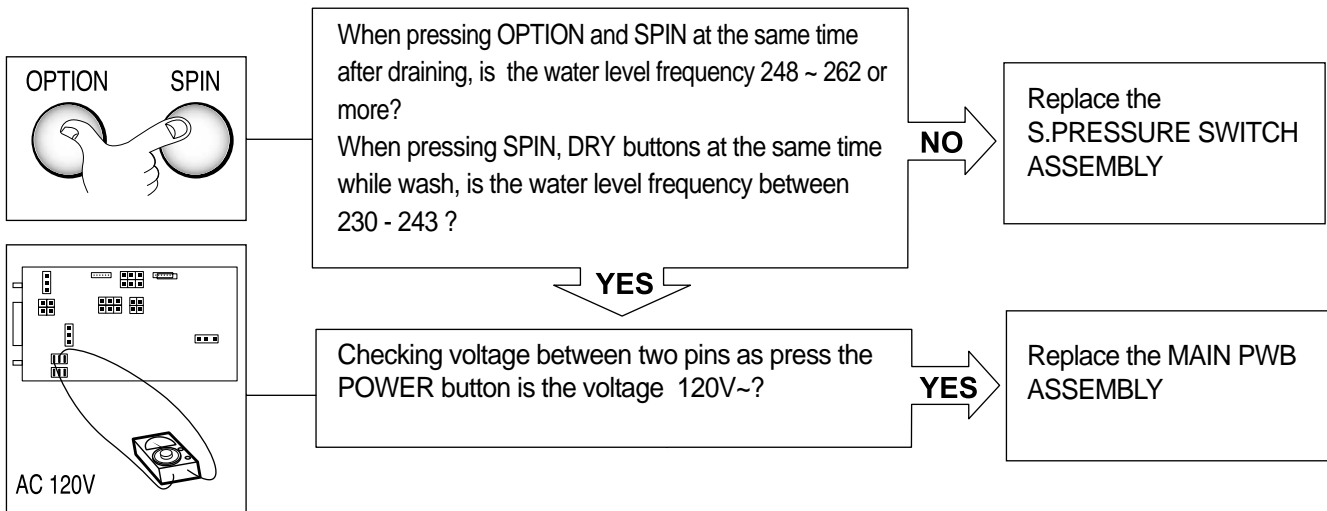 OPTION SPIN
When pressing OPTION and SPIN at the same time
after draining, is the water level frequency 248 ~ 262 or
more?
When pressing SPIN, DRY buttons at the same time
while wash, is the water level frequency between
230 - 243 ?
NO
Replace the
S.PRESSURE SWITCH
ASSEMBLY
YES
AC 120V
Checking voltage between two pins as press the
POWER button is the voltage 120V~?
YES
Replace the MAIN PWB
ASSEMBLY